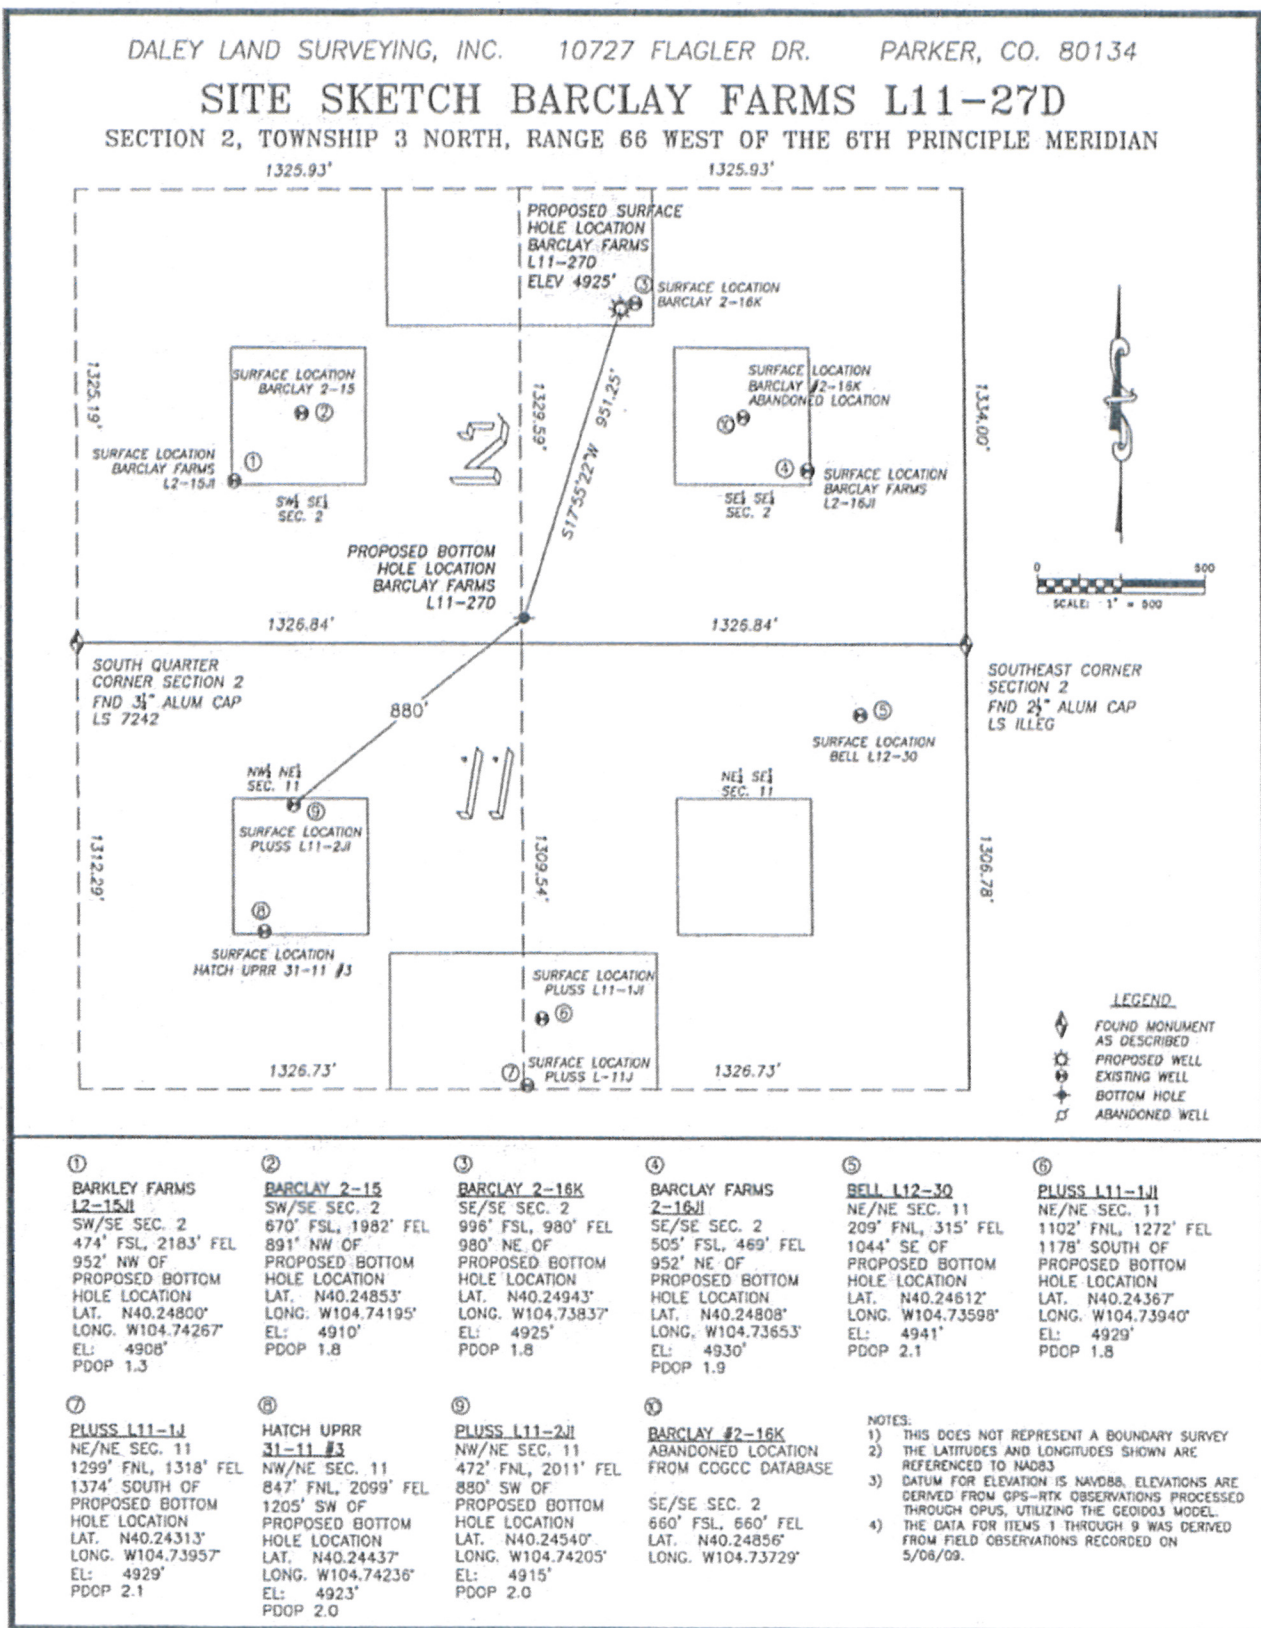 DALEY LAND SURVEYING, INC. 10727 FLAGLER DR. PARKER, CO. 80134
SITE SKETCH BARCLAY FARMS L11-27D
SECTION 2, TOWNSHIP 3 NORTH, RANGE 66 WEST OF THE 6TH PRINCIPLE MERIDIAN
1325.93'
1325.93'
PROPOSED SURFACE
HOLE LOCATION
BARCLAY FARMS
L11-27D
ELEV 4925'
③ SURFACE LOCATION
BARCLAY 2-16K
1325.19'
SURFACE LOCATION
BARCLAY 2-15
②
SURFACE LOCATION
BARCLAY FARMS
L2-15JI
①
SW¼ SE¼
SEC. 2
2
1329.59'
S17°55'22"W 951.25'
SURFACE LOCATION
BARCLAY #2-16K
ABANDONED LOCATION
⑩
④ SURFACE LOCATION
BARCLAY FARMS
L2-16JI
SE¼ SE¼
SEC. 2
1334.00'
0 500
SCALE: 1" = 500
PROPOSED BOTTOM
HOLE LOCATION
BARCLAY FARMS
L11-27D
1326.84'
1326.84'
SOUTH QUARTER
CORNER SECTION 2
FND 3¼" ALUM CAP
LS 7242
SOUTHEAST CORNER
SECTION 2
FND 2½" ALUM CAP
LS ILLEG
880'
⑤
SURFACE LOCATION
BELL L12-30
NW¼ NE¼
SEC. 11
⑨
SURFACE LOCATION
PLUSS L11-2JI
11
NE¼ SE¼
SEC. 11
1312.29'
1309.54'
1306.78'
⑧
SURFACE LOCATION
HATCH UPRR 31-11 #3
SURFACE LOCATION
PLUSS L11-1JI
⑥
⑦ SURFACE LOCATION
PLUSS L-11J
1326.73'
1326.73'
LEGEND
FOUND MONUMENT
AS DESCRIBED
PROPOSED WELL
EXISTING WELL
BOTTOM HOLE
ABANDONED WELL
①
BARKLEY FARMS
L2-15JI
SW/SE SEC. 2
474' FSL, 2183' FEL
952' NW OF
PROPOSED BOTTOM
HOLE LOCATION
LAT. N40.24800°
LONG. W104.74267°
EL: 4908'
PDOP 1.3
②
BARCLAY 2-15
SW/SE SEC. 2
670' FSL, 1982' FEL
891' NW OF
PROPOSED BOTTOM
HOLE LOCATION
LAT. N40.24853°
LONG. W104.74195°
EL: 4910'
PDOP 1.8
③
BARCLAY 2-16K
SE/SE SEC. 2
996' FSL, 980' FEL
980' NE OF
PROPOSED BOTTOM
HOLE LOCATION
LAT. N40.24943°
LONG. W104.73837°
EL: 4925'
PDOP 1.8
④
BARCLAY FARMS
2-16JI
SE/SE SEC. 2
505' FSL, 469' FEL
952' NE OF
PROPOSED BOTTOM
HOLE LOCATION
LAT. N40.24808°
LONG. W104.73653°
EL: 4930'
PDOP 1.9
⑤
BELL L12-30
NE/NE SEC. 11
209' FNL, 315' FEL
1044' SE OF
PROPOSED BOTTOM
HOLE LOCATION
LAT. N40.24612°
LONG. W104.73598°
EL: 4941'
PDOP 2.1
⑥
PLUSS L11-1JI
NE/NE SEC. 11
1102' FNL, 1272' FEL
1178' SOUTH OF
PROPOSED BOTTOM
HOLE LOCATION
LAT. N40.24367°
LONG. W104.73940°
EL: 4929'
PDOP 1.8
⑦
PLUSS L11-1J
NE/NE SEC. 11
1299' FNL, 1318' FEL
1374' SOUTH OF
PROPOSED BOTTOM
HOLE LOCATION
LAT. N40.24313°
LONG. W104.73957°
EL: 4929'
PDOP 2.1
⑧
HATCH UPRR
31-11 #3
NW/NE SEC. 11
847' FNL, 2099' FEL
1205' SW OF
PROPOSED BOTTOM
HOLE LOCATION
LAT. N40.24437°
LONG. W104.74236°
EL: 4923'
PDOP 2.0
⑨
PLUSS L11-2JI
NW/NE SEC. 11
472' FNL, 2011' FEL
880' SW OF
PROPOSED BOTTOM
HOLE LOCATION
LAT. N40.24540°
LONG. W104.74205°
EL: 4915'
PDOP 2.0
⑩
BARCLAY #2-16K
ABANDONED LOCATION
FROM COGCC DATABASE
SE/SE SEC. 2
660' FSL, 660' FEL
LAT. N40.24856°
LONG. W104.73729°
NOTES:
1) THIS DOES NOT REPRESENT A BOUNDARY SURVEY
2) THE LATITUDES AND LONGITUDES SHOWN ARE
REFERENCED TO NAD83
3) DATUM FOR ELEVATION IS NAVD88, ELEVATIONS ARE
DERIVED FROM GPS-RTK OBSERVATIONS PROCESSED
THROUGH OPUS, UTILIZING THE GEOID03 MODEL.
4) THE DATA FOR ITEMS 1 THROUGH 9 WAS DERIVED
FROM FIELD OBSERVATIONS RECORDED ON
5/06/09.